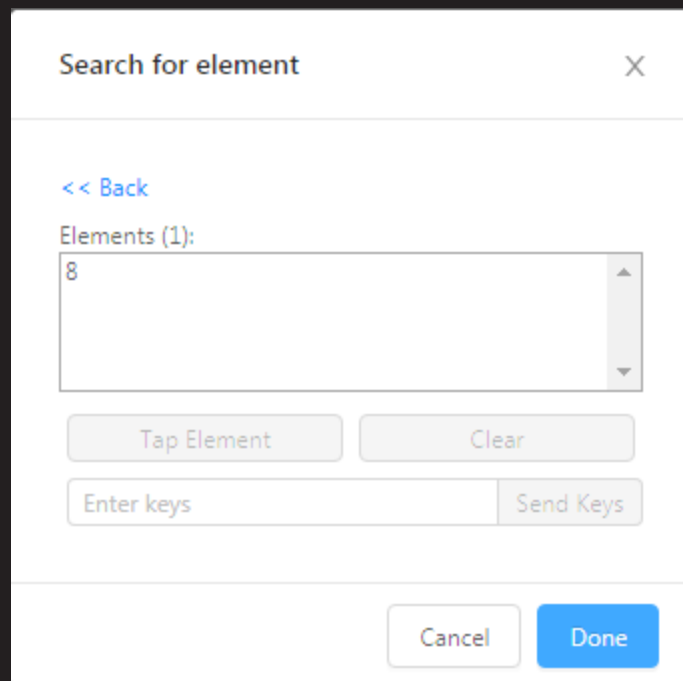 Search for element
<< Back
Elements (1):
8
Tap Element Clear
Enter keys Send Keys
Cancel Done